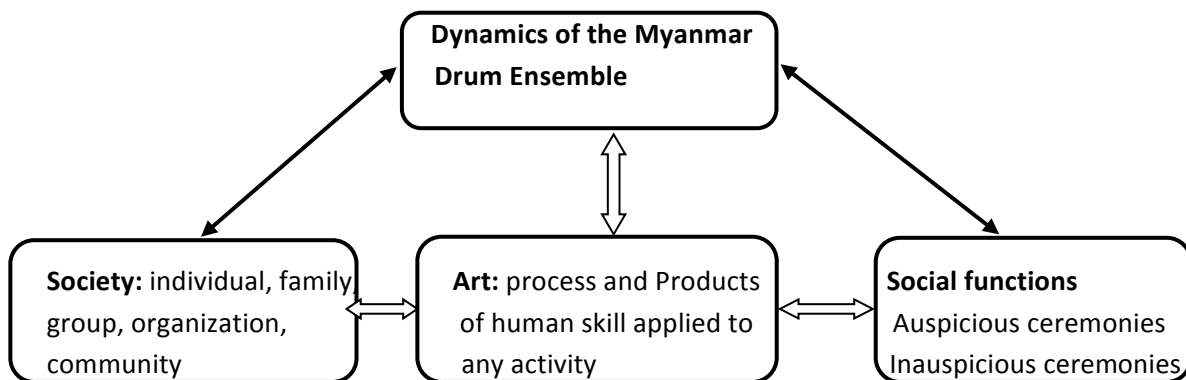 Dynamics of the Myanmar
Drum Ensemble
Society: individual, family,
group, organization,
community
Art: process and Products
of human skill applied to
any activity
Social functions
Auspicious ceremonies
Inauspicious ceremonies